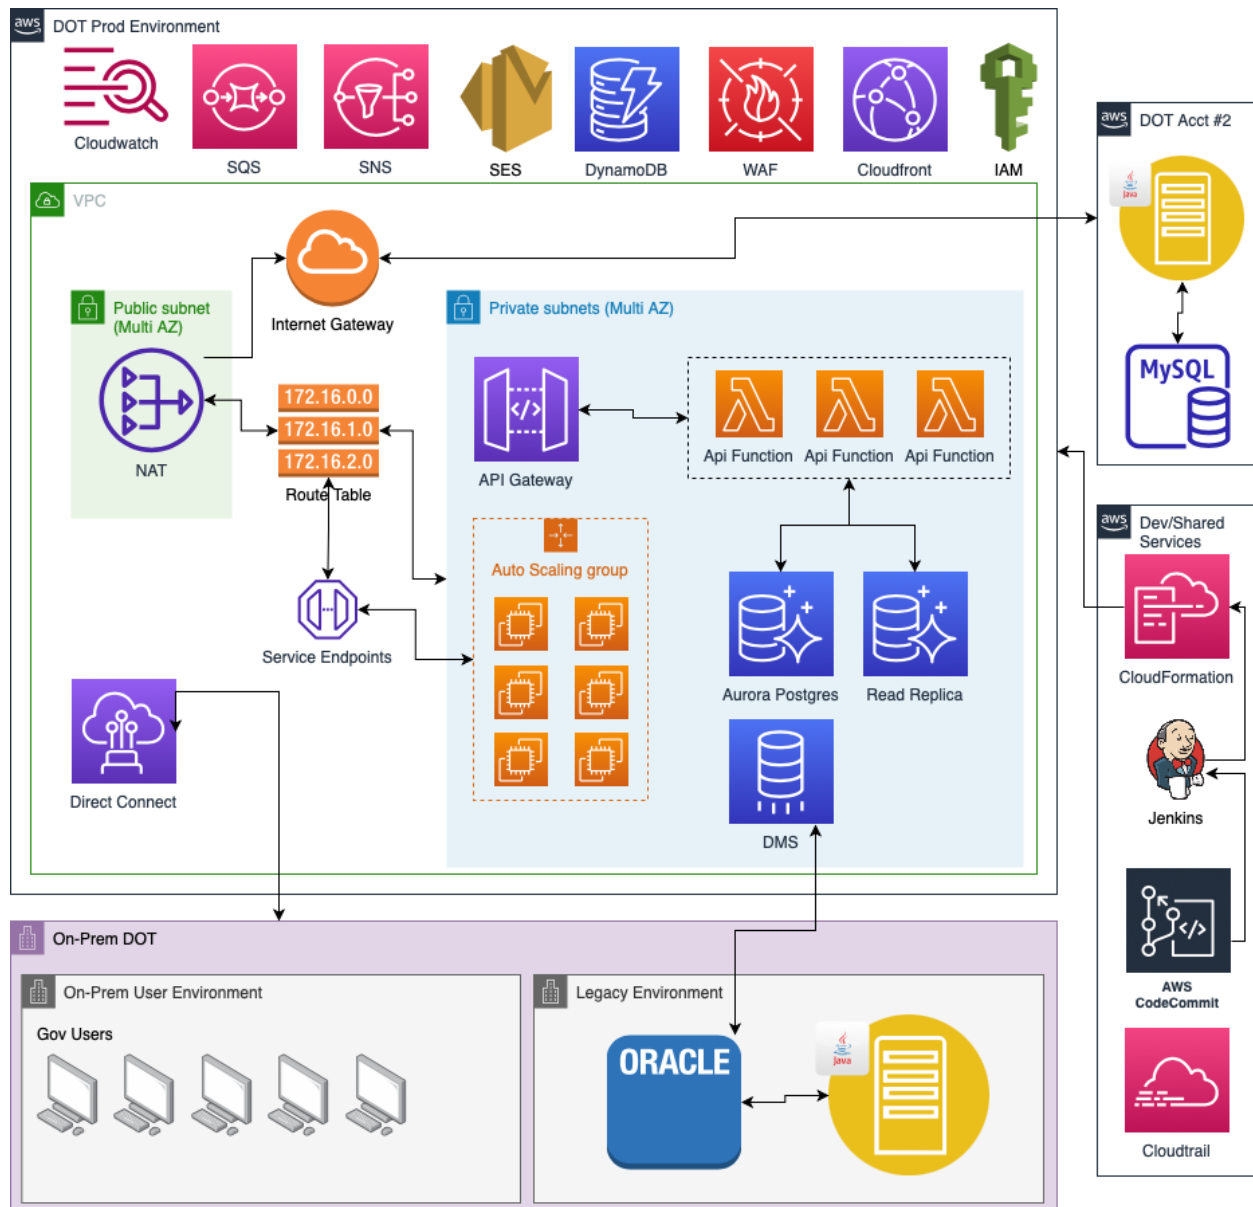 aws
DOT Prod Environment
Cloudwatch
SQS
SNS
SES
DynamoDB
WAF
Cloudfront
IAM
aws
DOT Acct #2
Java
MySQL
VPC
Internet Gateway
Public subnet
(Multi AZ)
NAT
172.16.0.0
172.16.1.0
172.16.2.0
Route Table
Service Endpoints
Direct Connect
Private subnets (Multi AZ)
</>
API Gateway
Api Function
Api Function
Api Function
Auto Scaling group
Aurora Postgres
Read Replica
DMS
aws
Dev/Shared
Services
CloudFormation
Jenkins
</>
AWS
CodeCommit
Cloudtrail
On-Prem DOT
On-Prem User Environment
Gov Users
Legacy Environment
ORACLE
Java